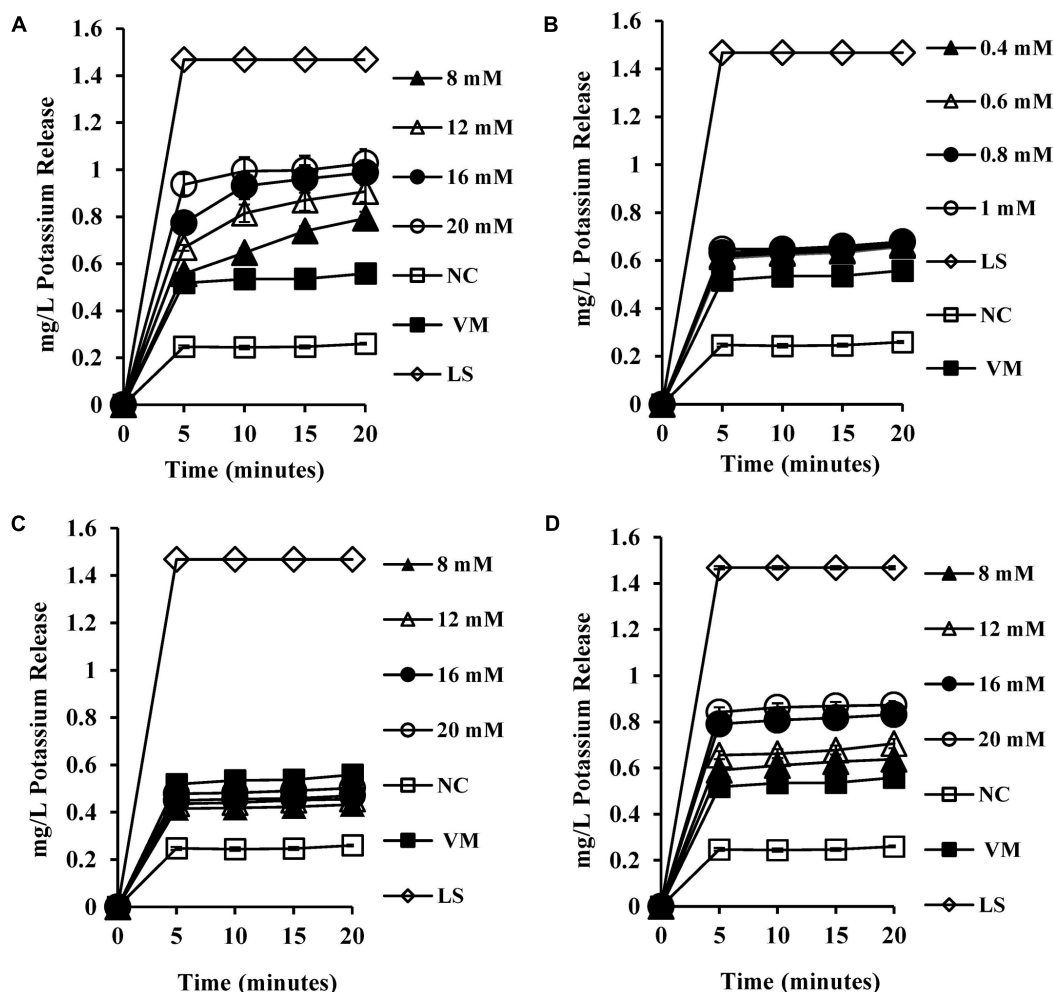 A
mg/L Potassium Release
1.6
1.4
1.2
1
0.8
0.6
0.4
0.2
0
0 5 10 15 20
Time (minutes)
8 mM
12 mM
16 mM
20 mM
NC
VM
LS
B
mg/L Potassium Release
1.6
1.4
1.2
1
0.8
0.6
0.4
0.2
0
0 5 10 15 20
Time (minutes)
0.4 mM
0.6 mM
0.8 mM
1 mM
LS
NC
VM
C
mg/L Potassium Release
1.6
1.4
1.2
1
0.8
0.6
0.4
0.2
0
0 5 10 15 20
Time (minutes)
8 mM
12 mM
16 mM
20 mM
NC
VM
LS
D
mg/L Potassium Release
1.6
1.4
1.2
1
0.8
0.6
0.4
0.2
0
0 5 10 15 20
Time (minutes)
8 mM
12 mM
16 mM
20 mM
NC
VM
LS